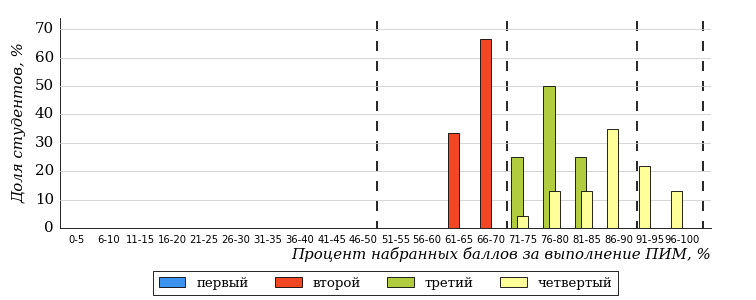 Доля студентов, %
70
60
50
40
30
20
10
0
0-5 6-10 11-15 16-20 21-25 26-30 31-35 36-40 41-45 46-50 51-55 56-60 61-65 66-70 71-75 76-80 81-85 86-90 91-95 96-100
Процент набранных баллов за выполнение ПИМ, %
первый второй третий четвертый